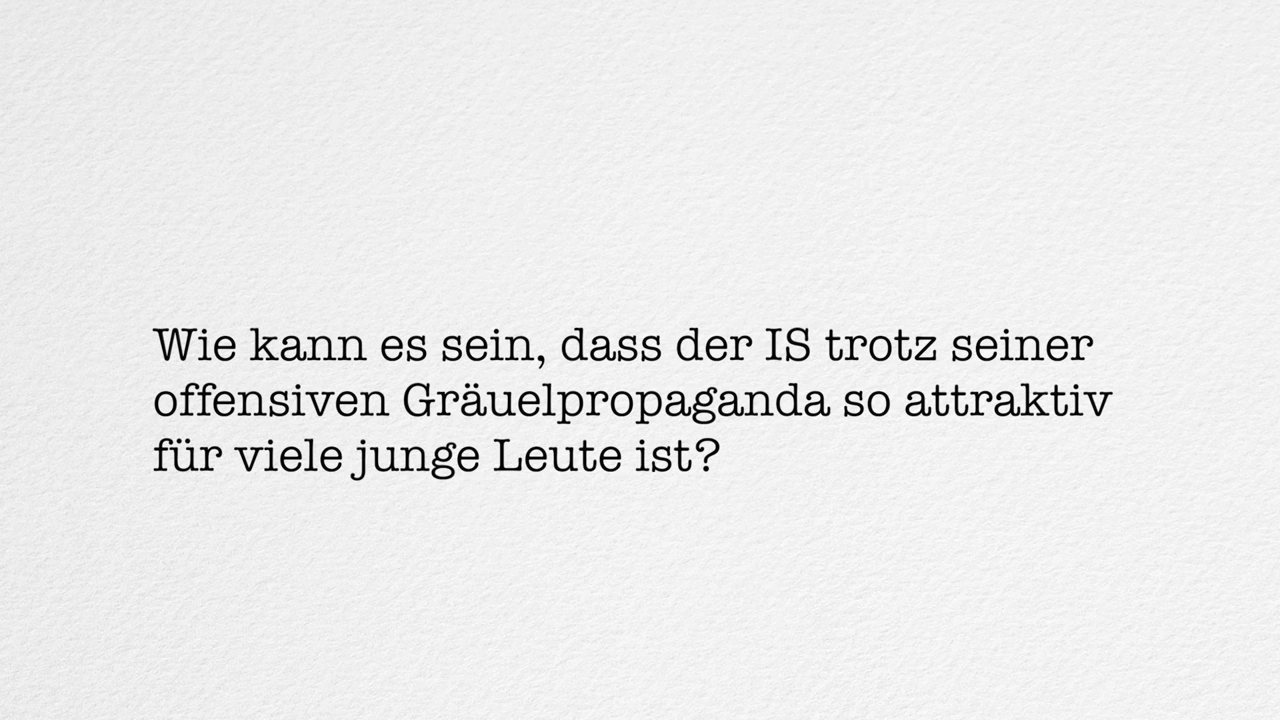 Wie kann es sein, dass der IS trotz seiner
offensiven Gräuelpropaganda so attraktiv
für viele junge Leute ist?